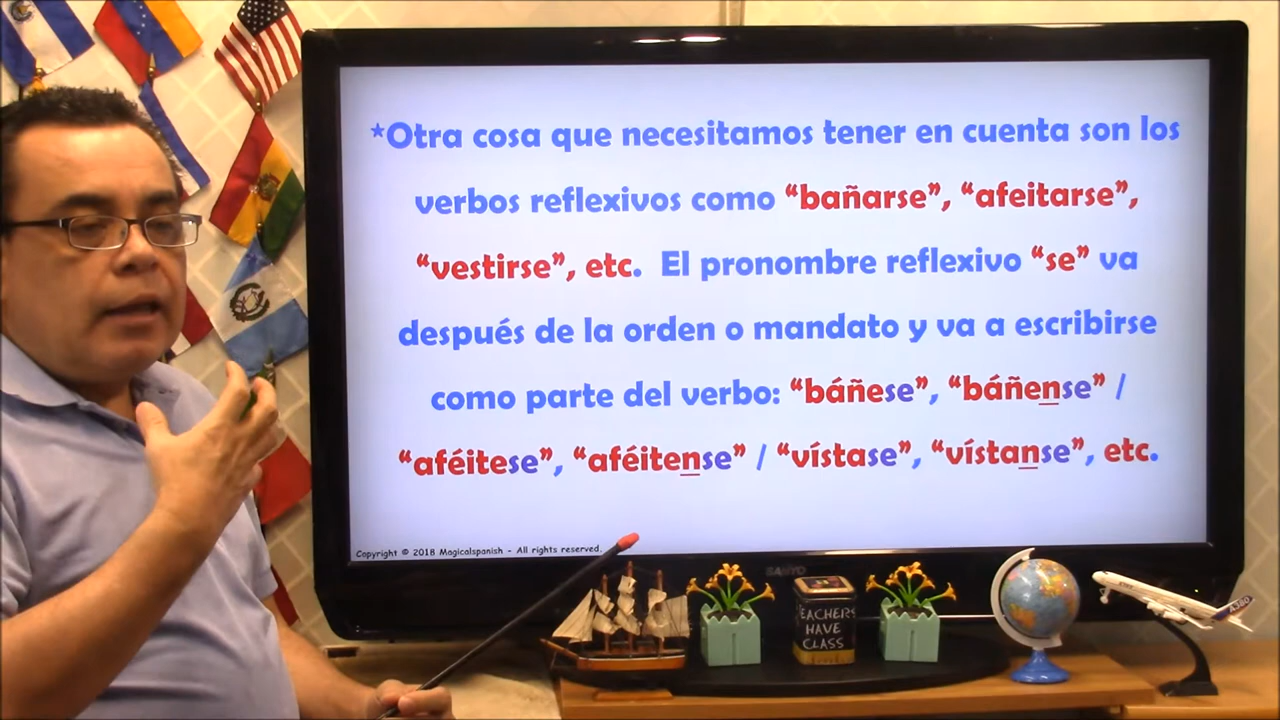 *Otra cosa que necesitamos tener en cuenta son los
verbos reflexivos como “bañarse”, “afeitarse”,
“vestirse”, etc. El pronombre reflexivo “se” va
después de la orden o mandato y va a escribirse
como parte del verbo: “báñese”, “báñense” /
“aféitese”, “aféitense” / “vístase”, “vístanse”, etc.
Copyright © 2018 Magicalspanish - All rights reserved.
SANYO
TEACHERS
HAVE
CLASS
A380